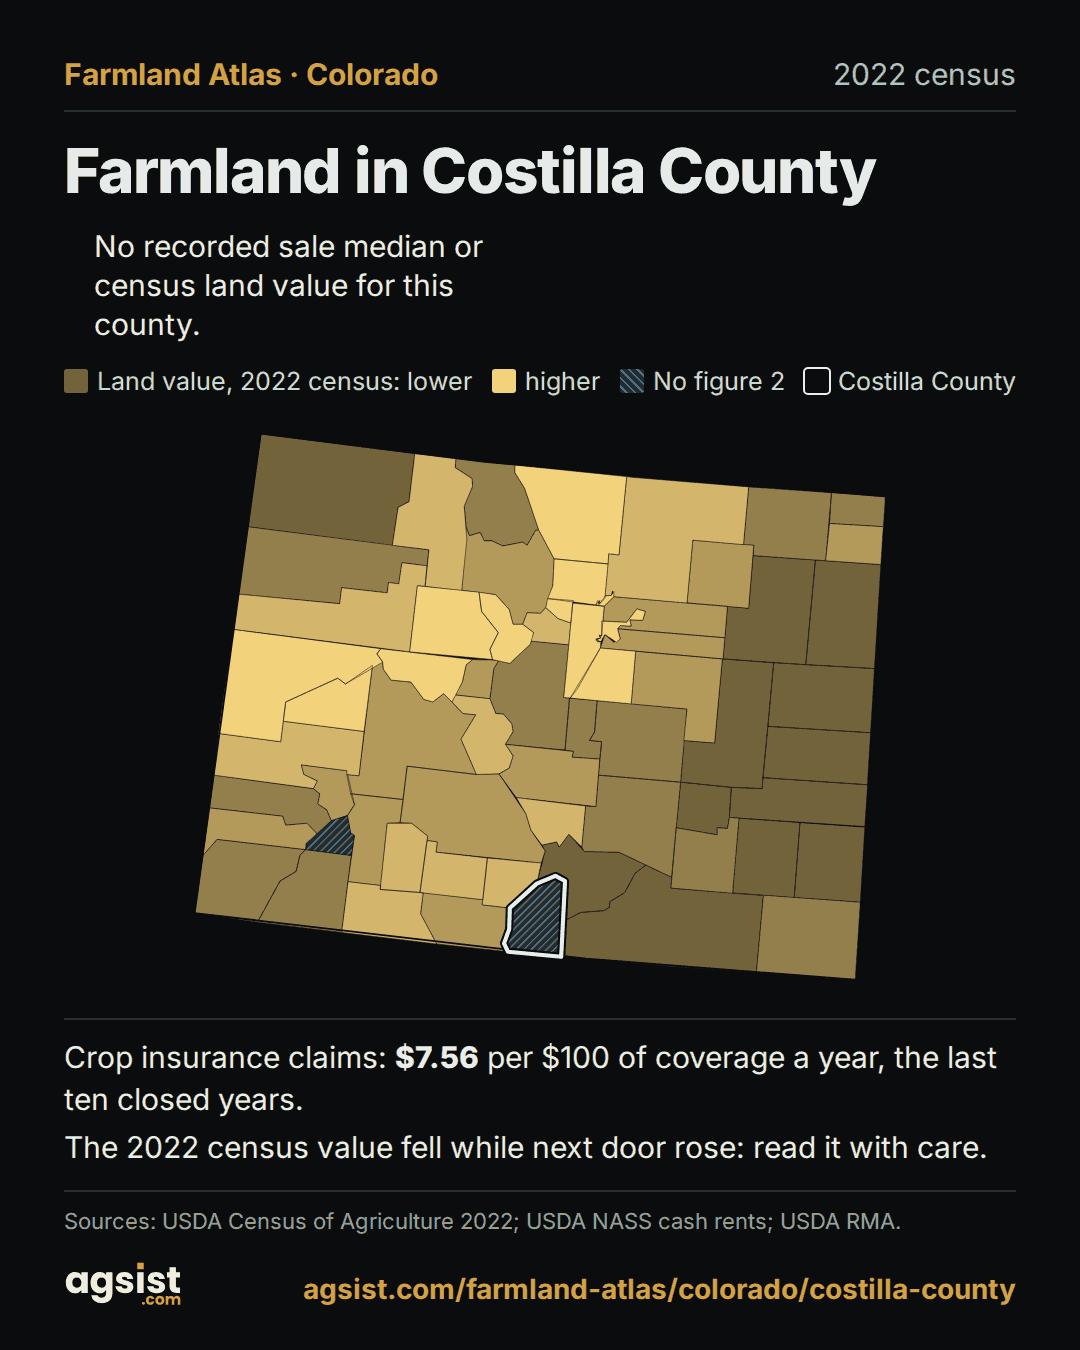 Farmland Atlas · Colorado
2022 census
Farmland in Costilla County
No recorded sale median or
census land value for this
county.
Land value, 2022 census: lower
higher
No figure 2
Costilla County
Crop insurance claims: $7.56 per $100 of coverage a year, the last
ten closed years.
The 2022 census value fell while next door rose: read it with care.
Sources: USDA Census of Agriculture 2022; USDA NASS cash rents; USDA RMA.
agsist
.com
agsist.com/farmland-atlas/colorado/costilla-county